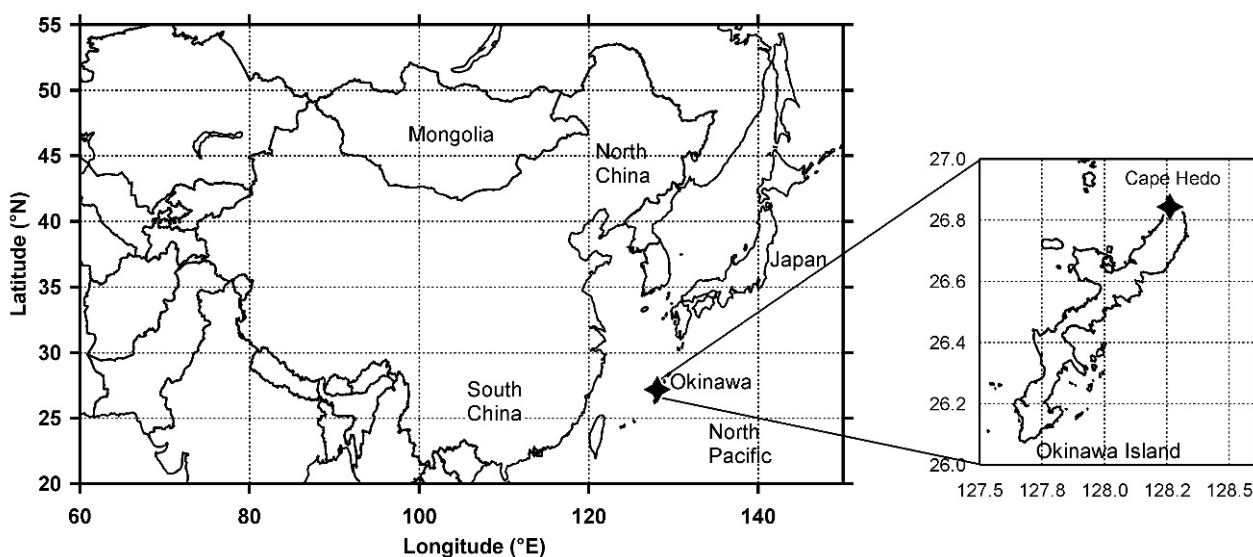 55
50
45
40
35
30
25
20
Latitude (°N)
60
80
100
120
140
Longitude (°E)
Mongolia
North
China
Japan
South
China
Okinawa
North
Pacific
27.0
26.8
26.6
26.4
26.2
26.0
Cape Hedo
Okinawa Island
127.5
127.8
128.0
128.2
128.5